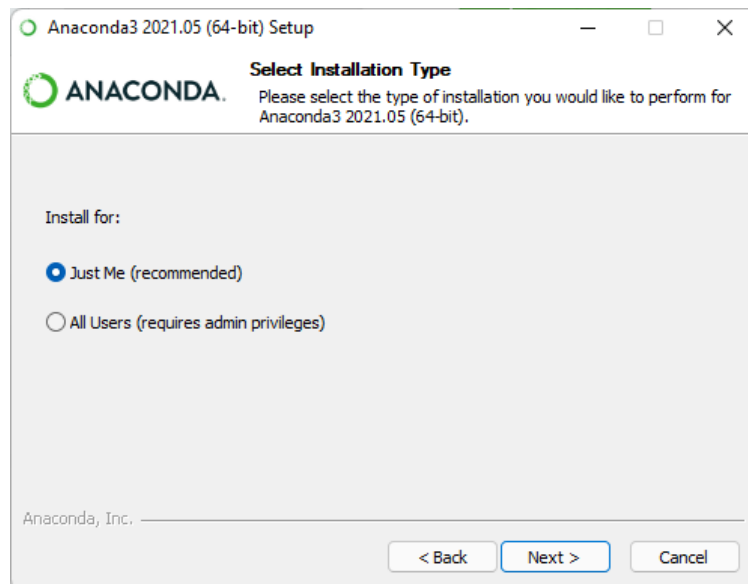 Anaconda3 2021.05 (64-bit) Setup
ANACONDA.
Select Installation Type
Please select the type of installation you would like to perform for
Anaconda3 2021.05 (64-bit).
Install for:
Just Me (recommended)
All Users (requires admin privileges)
Anaconda, Inc.
< Back
Next >
Cancel